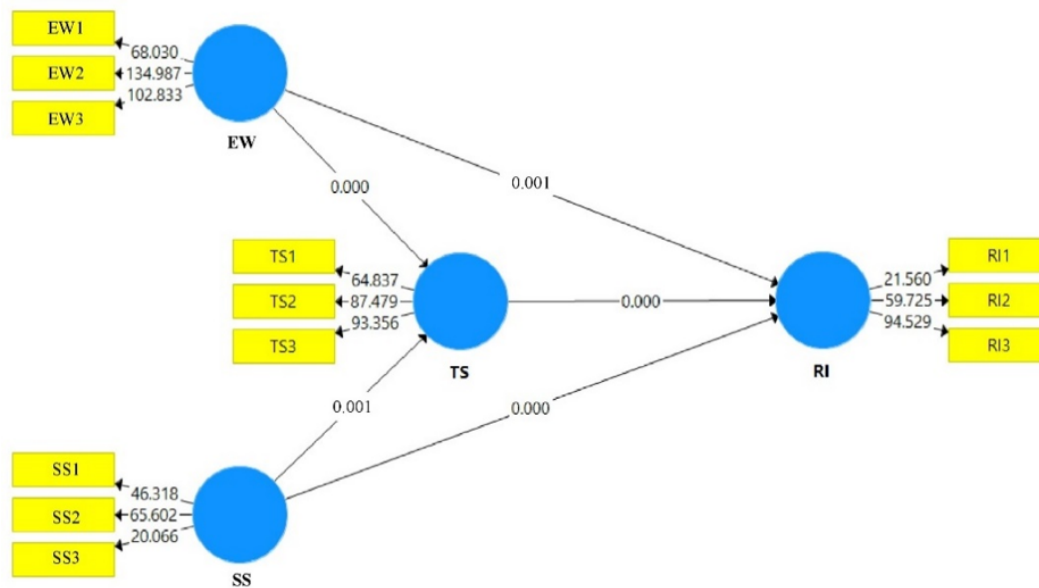 EW1
68.030
EW2
134.987
EW3
102.833
EW
0.001
0.000
TS1
64.837
TS2
87.479
TS3
93.356
TS
0.000
RI1
21.560
RI2
59.725
RI3
94.529
RI
0.001
0.000
SS1
46.318
SS2
65.602
SS3
20.066
SS